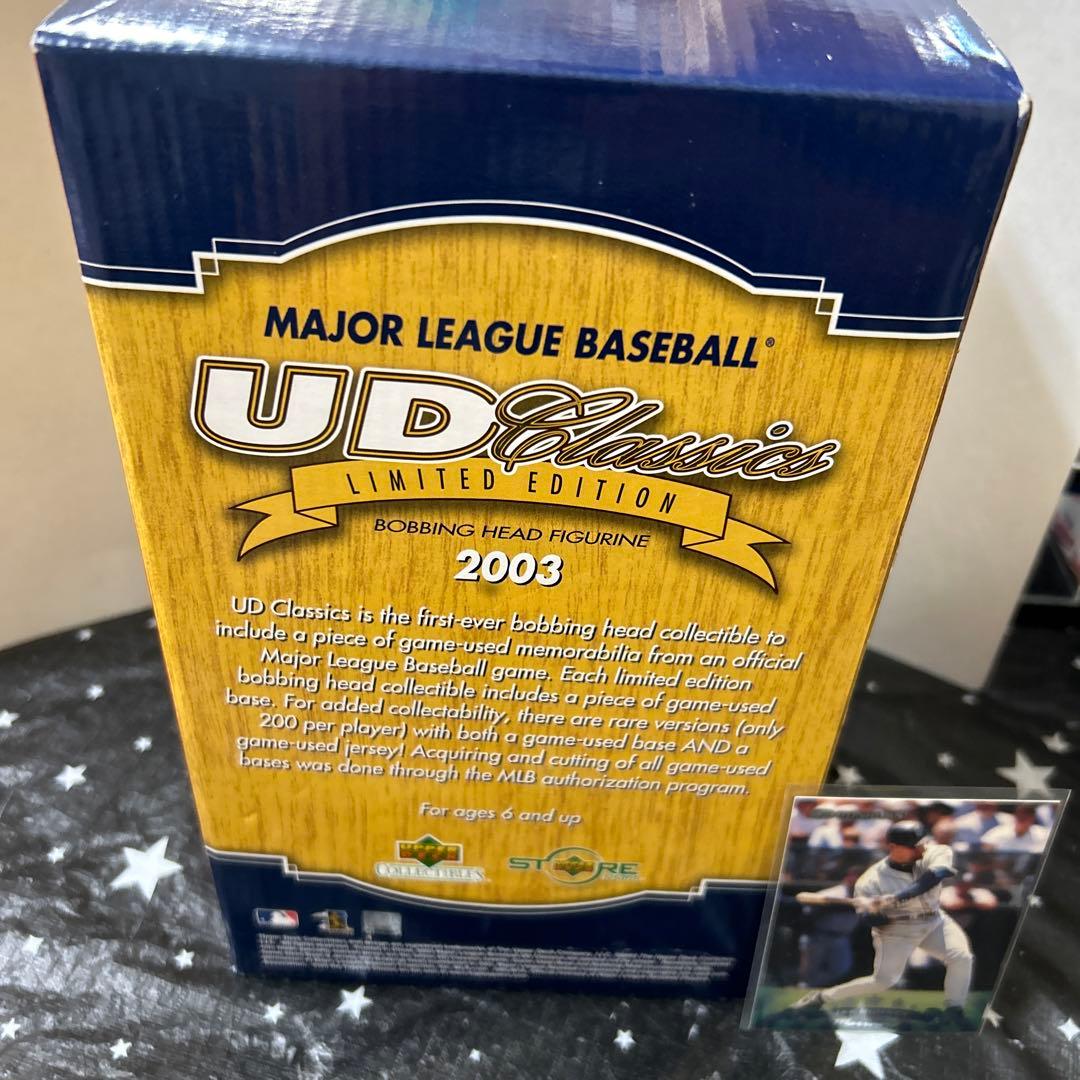 MAJOR LEAGUE BASEBALL®
UD Classics
LIMITED EDITION
BOBBING HEAD FIGURINE
2003
UD Classics is the first-ever bobbing head collectible to
include a piece of game-used memorabilia from an official
Major League Baseball game. Each limited edition
bobbing head collectible includes a piece of game-used
base. For added collectability, there are rare versions (only
200 per player) with both a game-used base AND a
game-used jersey! Acquiring and cutting of all game-used
bases was done through the MLB authorization program.
For ages 6 and up
UPPER DECK
COLLECTIBLES
STORE